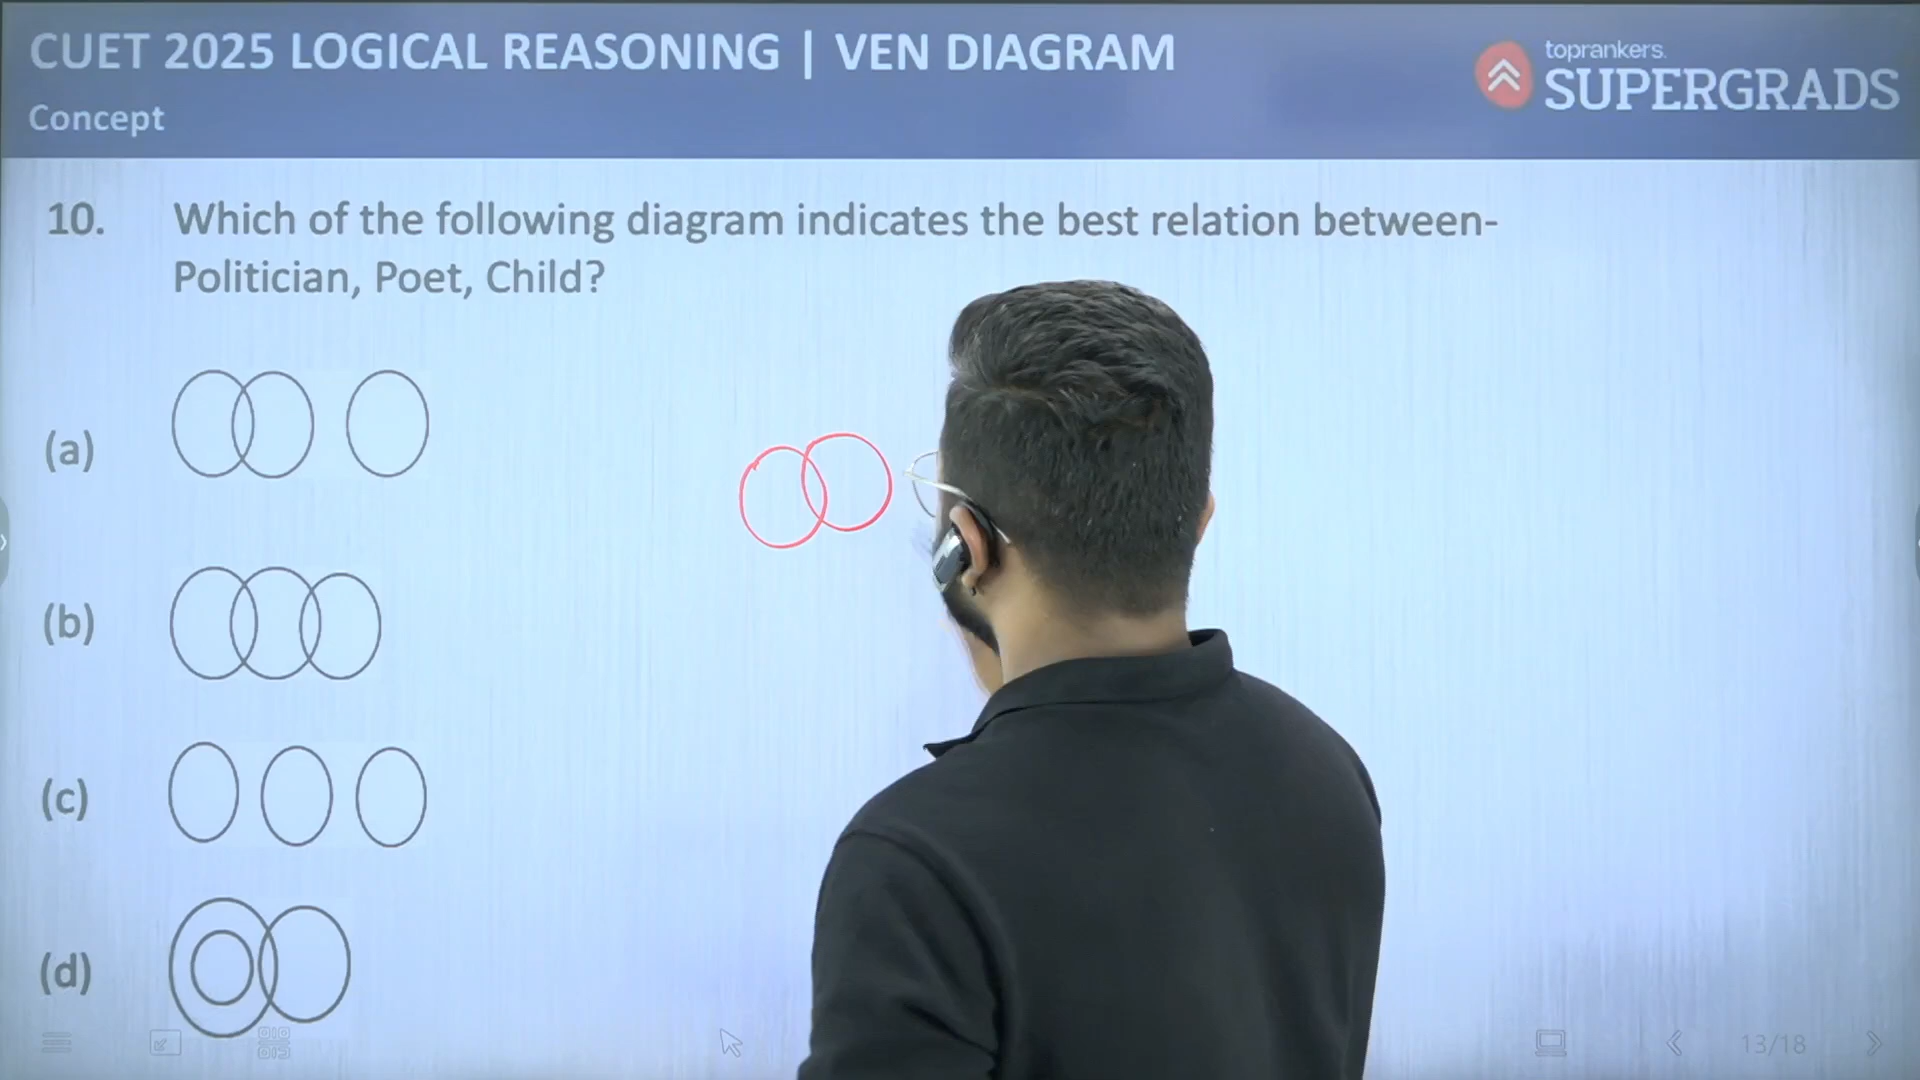 CUET 2025 LOGICAL REASONING | VEN DIAGRAM
Concept
toprankers.
SUPERGRADS
10. Which of the following diagram indicates the best relation between-
Politician, Poet, Child?
(a)
(b)
(c)
(d)
13/18